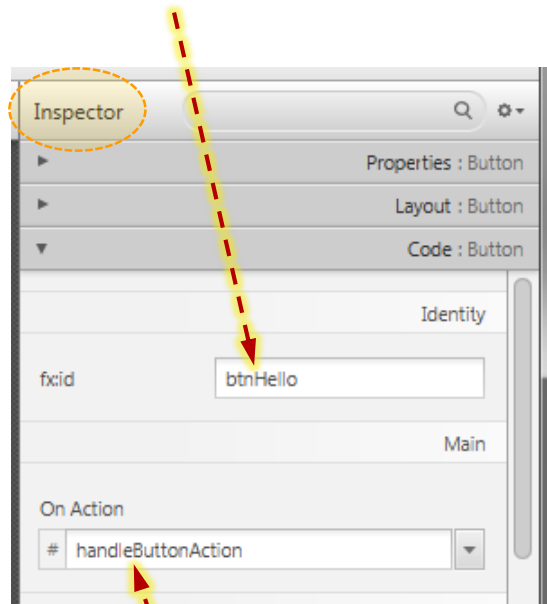 Inspector
Properties : Button
Layout : Button
Code : Button
Identity
fx:id btnHello
Main
On Action
# handleButtonAction